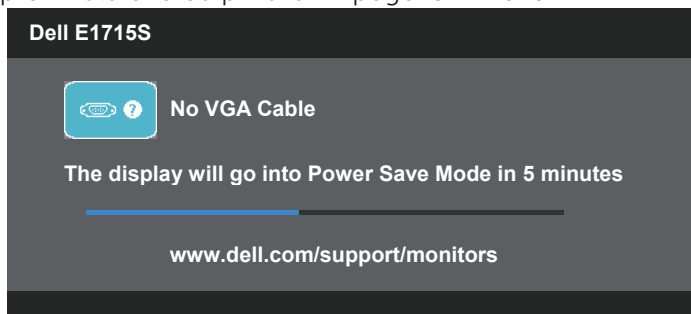 Dell E1715S
No VGA Cable
The display will go into Power Save Mode in 5 minutes
www.dell.com/support/monitors